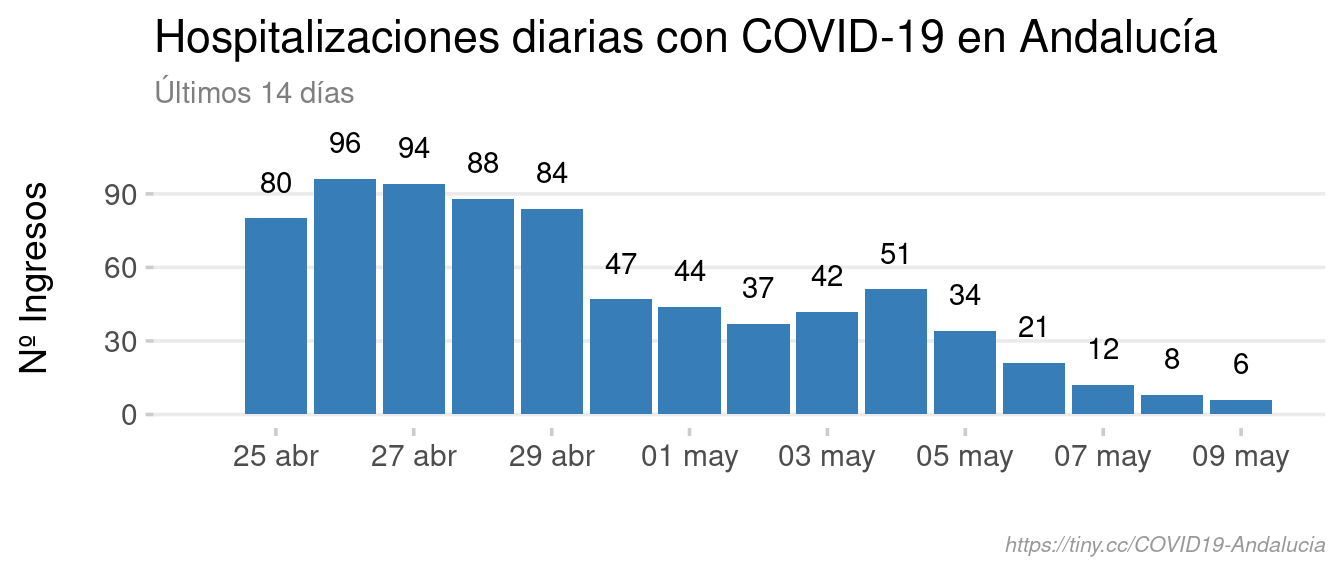 Hospitalizaciones diarias con COVID-19 en Andalucía
Últimos 14 días
Nº Ingresos
90
60
30
0
80
96
94
88
84
47
44
37
42
51
34
21
12
8
6
25 abr
27 abr
29 abr
01 may
03 may
05 may
07 may
09 may
https://tiny.cc/COVID19-Andalucia